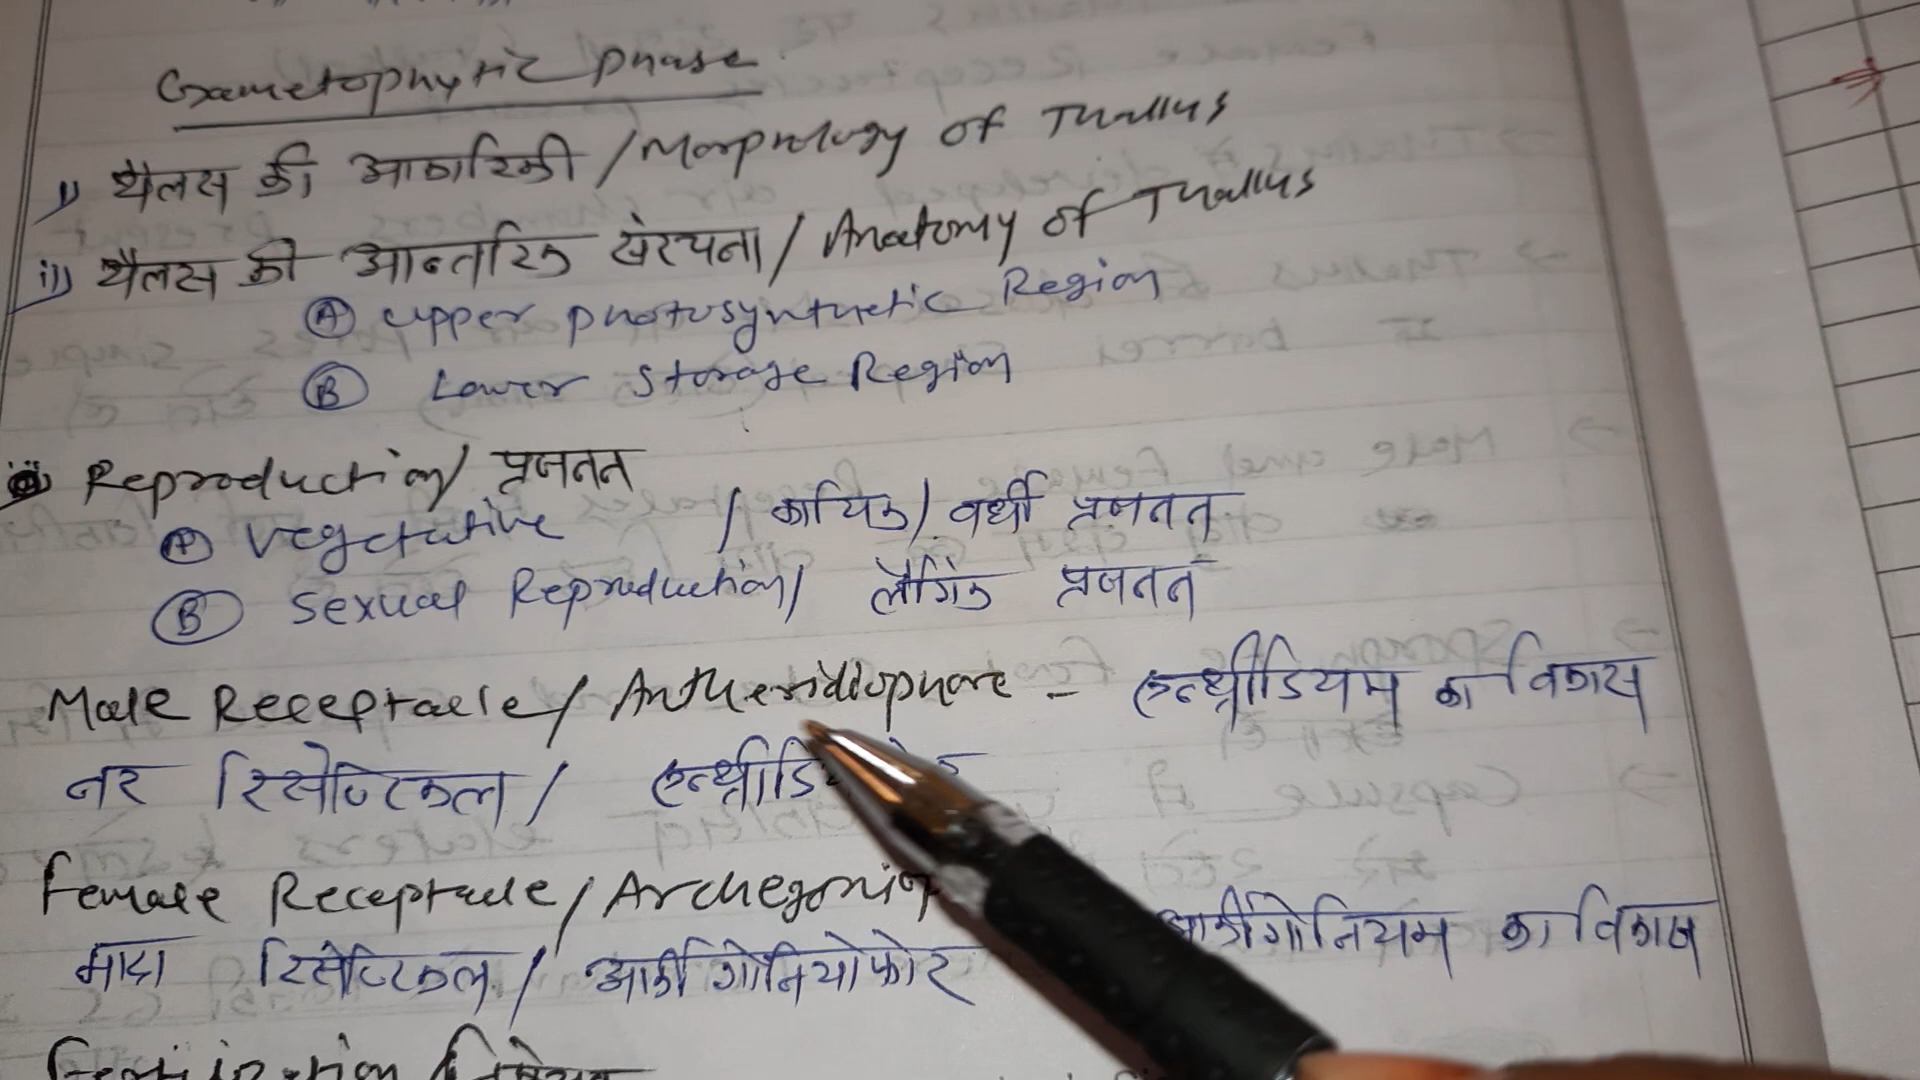 Gametophytic phase
i) थैलस की आकारिकी / Morphology of Thallus
ii) थैलस की आन्तरिक संरचना / Anatomy of Thallus
(A) upper photosynthetic Region
(B) Lower Storage Region
Reproduction / प्रजनन
(A) vegetative / कायिक / वर्धी प्रजनन
(B) Sexual Reproduction / लैंगिक प्रजनन
Male Receptacle / Antheridiophore - एन्थ्रीडियम का विकास
नर रिसेप्टिकल /
Female Receptacle /
मादा रिसेप्टिकल / आर्कीगोनियोफोर आर्कीगोनियम का विकास